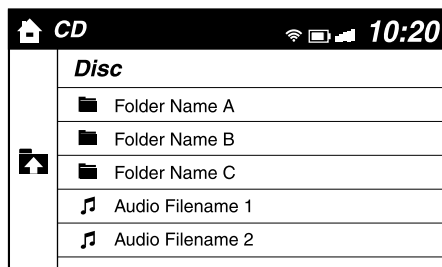 CD 10:20
Disc
Folder Name A
Folder Name B
Folder Name C
Audio Filename 1
Audio Filename 2